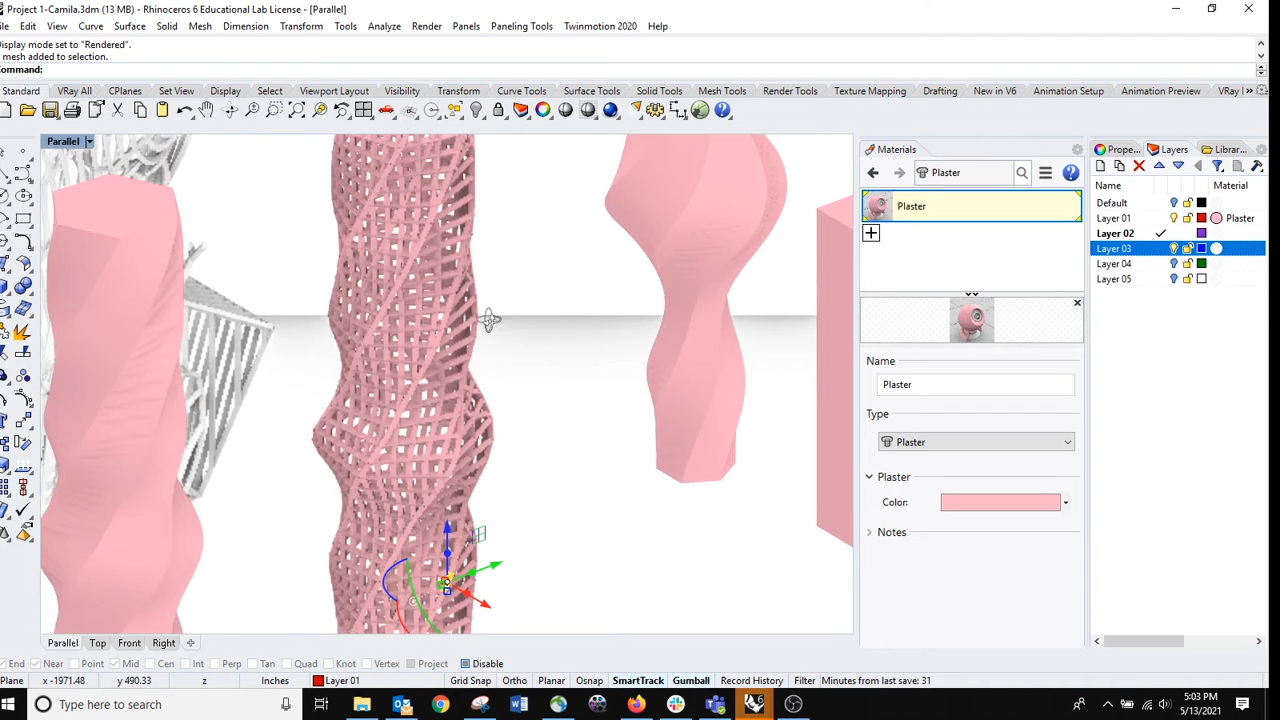 Project 1-Camila.3dm (13 MB) - Rhinoceros 6 Educational Lab License - [Parallel]
ile Edit View Curve Surface Solid Mesh Dimension Transform Tools Analyze Render Panels Paneling Tools Twinmotion 2020 Help
Display mode set to "Rendered".
mesh added to selection.
ommand:
Standard VRay All CPlanes Set View Display Select Viewport Layout Visibility Transform Curve Tools Surface Tools Solid Tools Mesh Tools Render Tools Texture Mapping Drafting New in V6 Animation Setup Animation Preview VRay l »
Parallel
Materials
Prope... Layers Librar...
Plaster
Name Material
Plaster
Default
Layer 01 Plaster
Layer 02
Layer 03
Layer 04
Layer 05
Name
Plaster
Type
Plaster
Plaster
Color:
Notes
Parallel Top Front Right
End Near Point Mid Cen Int Perp Tan Quad Knot Vertex Project Disable
Plane x -1971.48 y 490.33 z Inches Layer 01 Grid Snap Ortho Planar Osnap SmartTrack Gumball Record History Filter Minutes from last save: 31
Type here to search
5:03 PM
5/13/2021